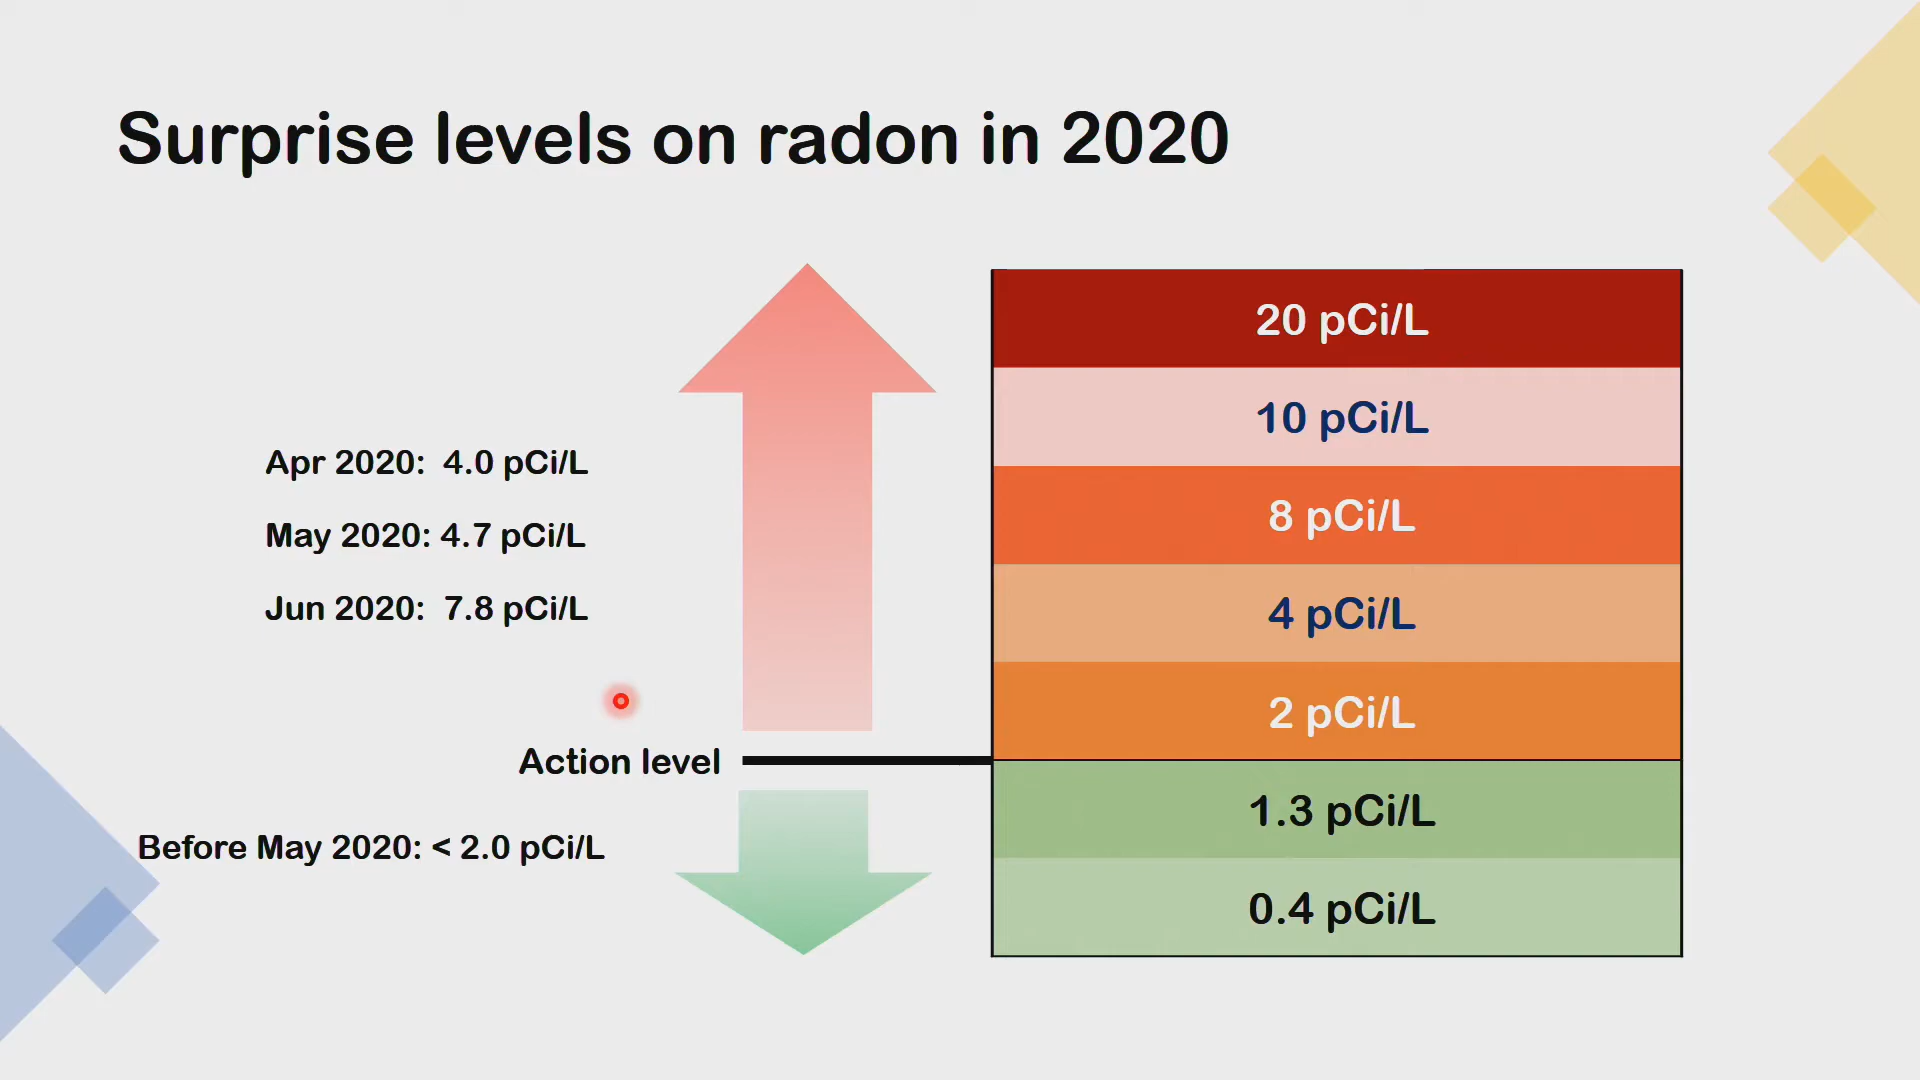 Surprise levels on radon in 2020
Apr 2020: 4.0 pCi/L
May 2020: 4.7 pCi/L
Jun 2020: 7.8 pCi/L
Action level
Before May 2020: < 2.0 pCi/L
20 pCi/L
10 pCi/L
8 pCi/L
4 pCi/L
2 pCi/L
1.3 pCi/L
0.4 pCi/L